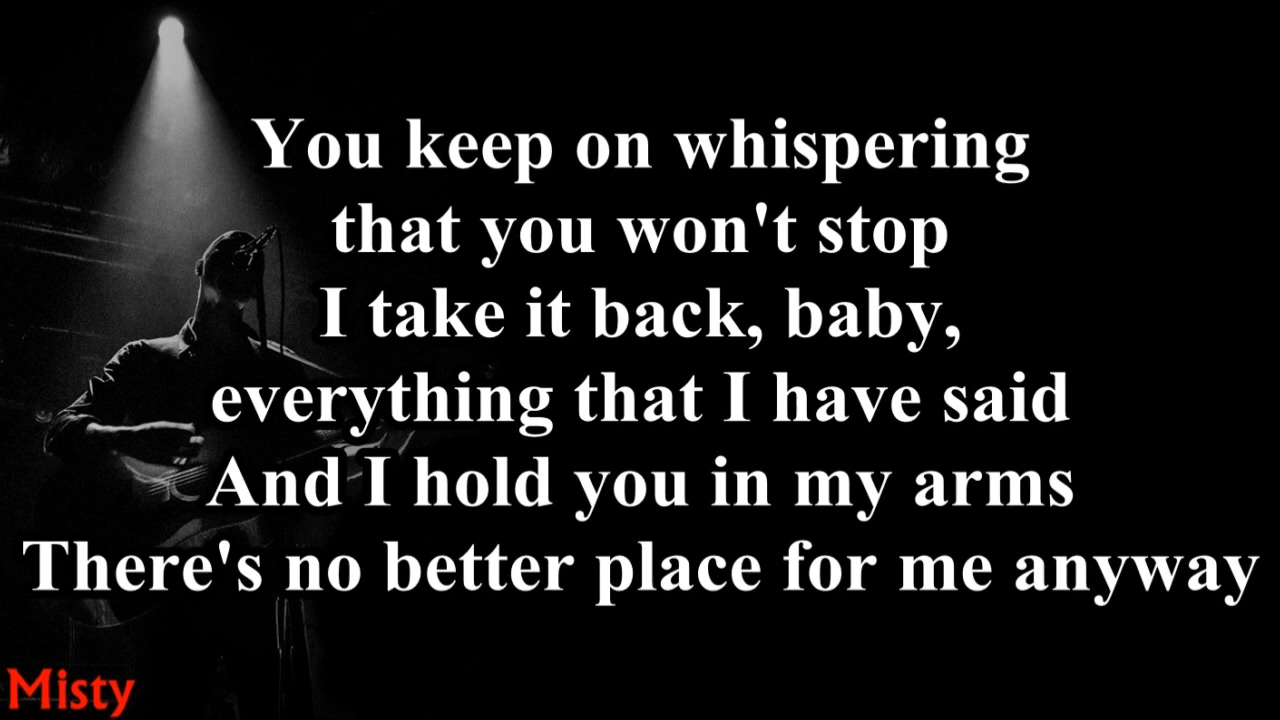 You keep on whispering
that you won't stop
I take it back, baby,
everything that I have said
And I hold you in my arms
There's no better place for me anyway
Misty